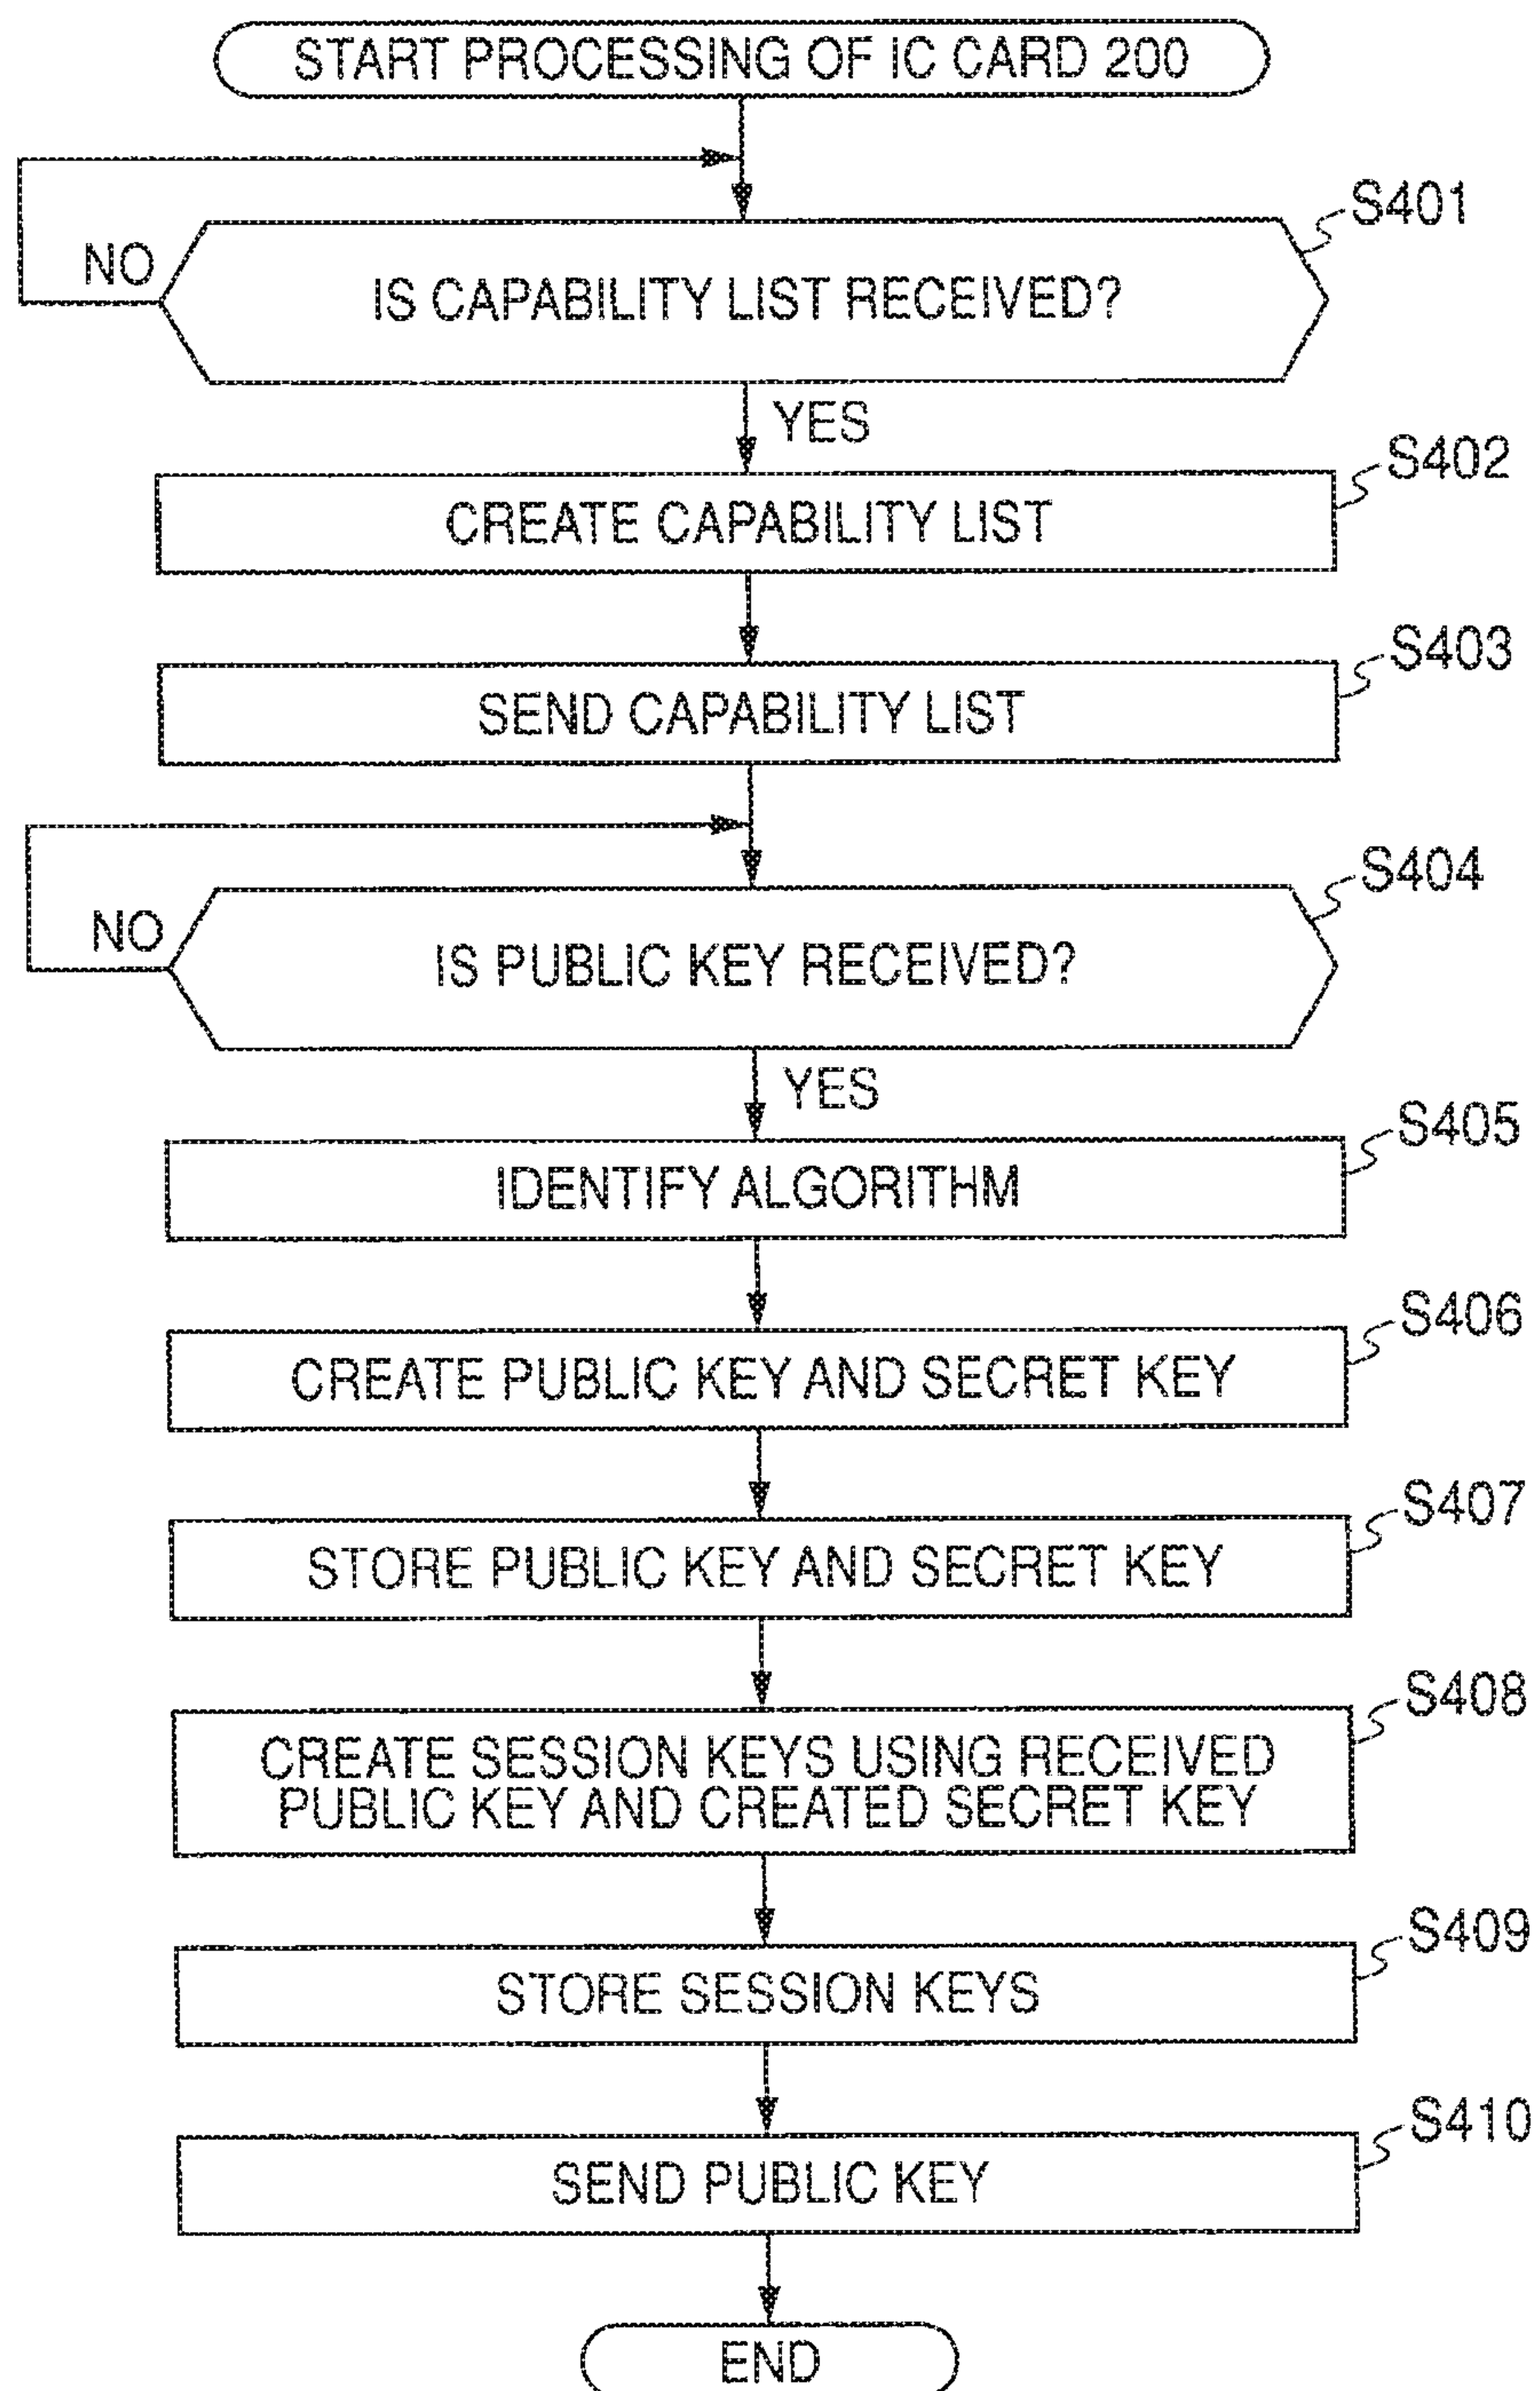 START PROCESSING OF IC CARD 200
S401
NO
IS CAPABILITY LIST RECEIVED?
YES
S402
CREATE CAPABILITY LIST
S403
SEND CAPABILITY LIST
S404
NO
IS PUBLIC KEY RECEIVED?
YES
S405
IDENTIFY ALGORITHM
S406
CREATE PUBLIC KEY AND SECRET KEY
S407
STORE PUBLIC KEY AND SECRET KEY
S408
CREATE SESSION KEYS USING RECEIVED
PUBLIC KEY AND CREATED SECRET KEY
S409
STORE SESSION KEYS
S410
SEND PUBLIC KEY
END